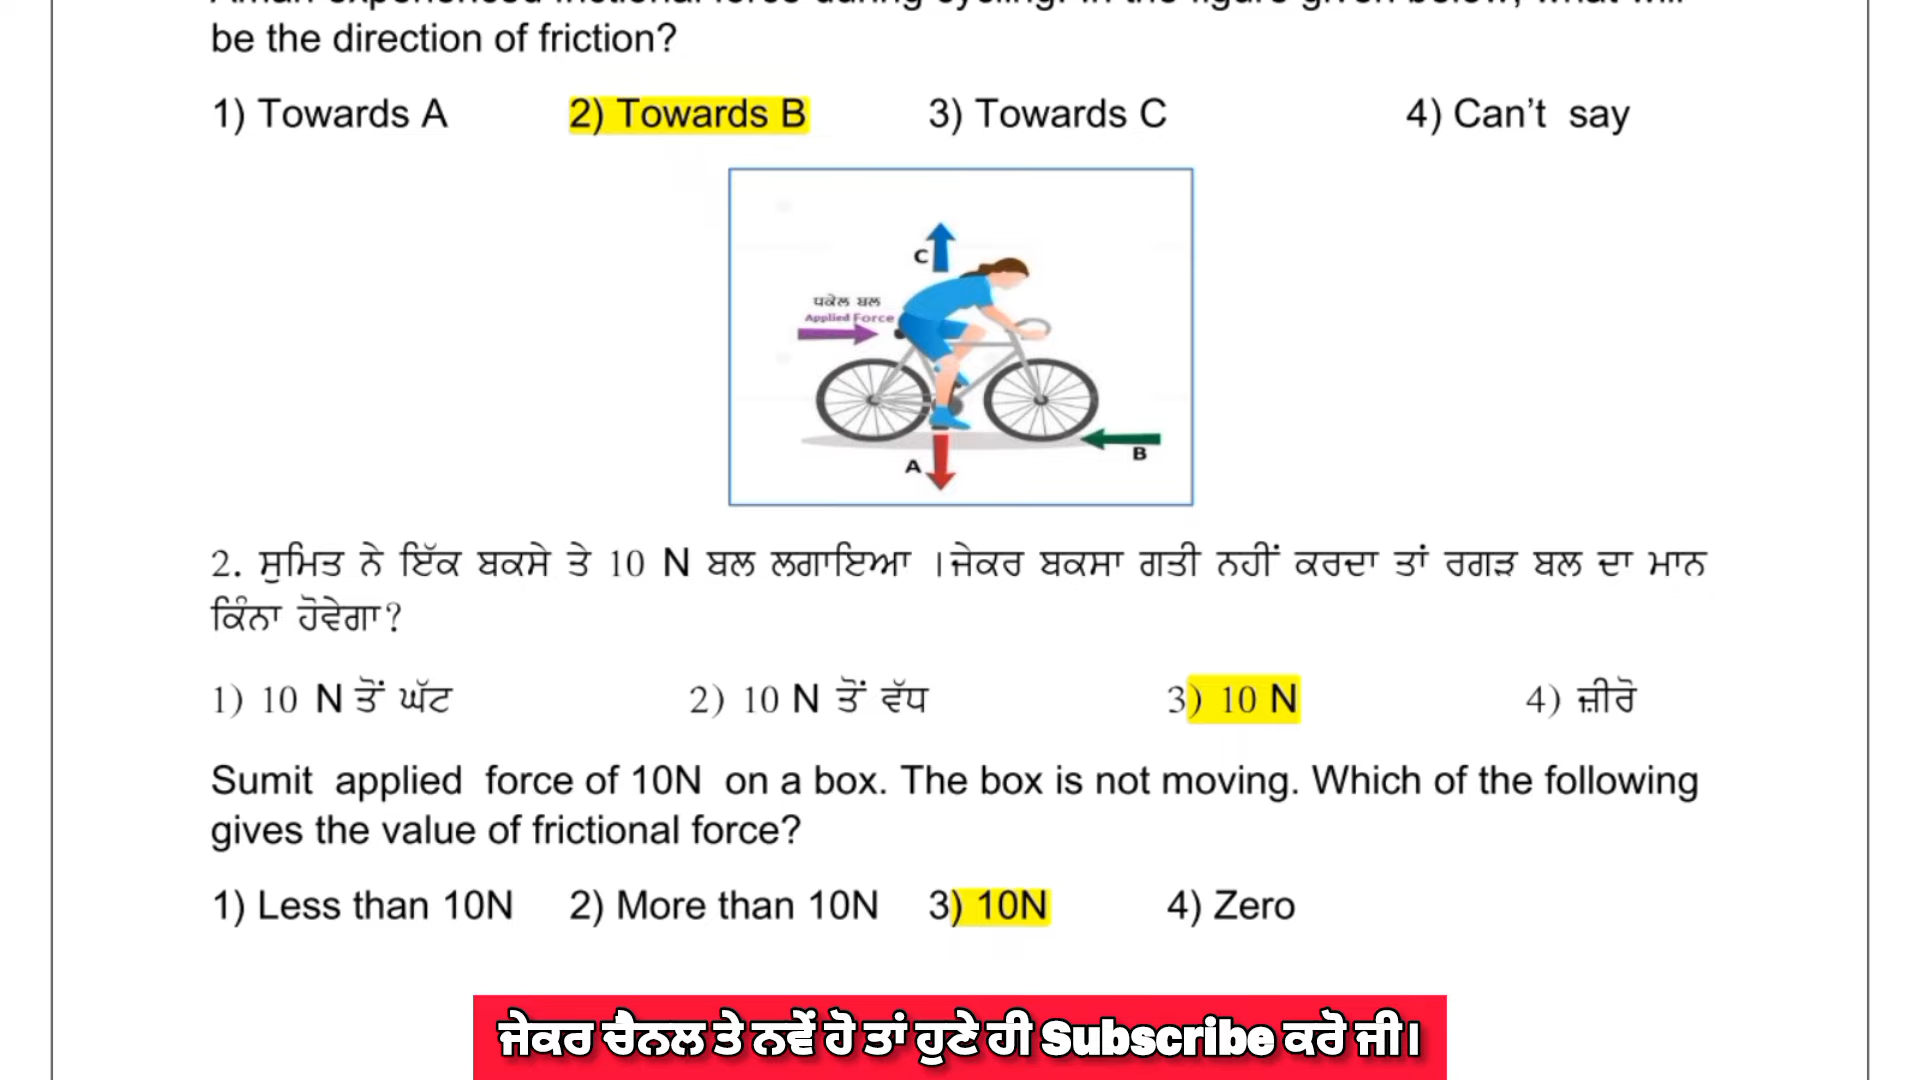 be the direction of friction?
1) Towards A 2) Towards B 3) Towards C 4) Can’t say
C
ਧਕੇਲ ਬਲ
Applied Force
B
A
2. ਸੁਮਿਤ ਨੇ ਇੱਕ ਬਕਸੇ ਤੇ 10 N ਬਲ ਲਗਾਇਆ ।ਜੇਕਰ ਬਕਸਾ ਗਤੀ ਨਹੀਂ ਕਰਦਾ ਤਾਂ ਰਗੜ ਬਲ ਦਾ ਮਾਨ
ਕਿੰਨਾ ਹੋਵੇਗਾ?
1) 10 N ਤੋਂ ਘੱਟ 2) 10 N ਤੋਂ ਵੱਧ 3) 10 N 4) ਜ਼ੀਰੋ
Sumit applied force of 10N on a box. The box is not moving. Which of the following
gives the value of frictional force?
1) Less than 10N 2) More than 10N 3) 10N 4) Zero
ਜੇਕਰ ਚੈਨਲ ਤੇ ਨਵੇਂ ਹੋ ਤਾਂ ਹੁਣੇ ਹੀ Subscribe ਕਰੋ ਜੀ।